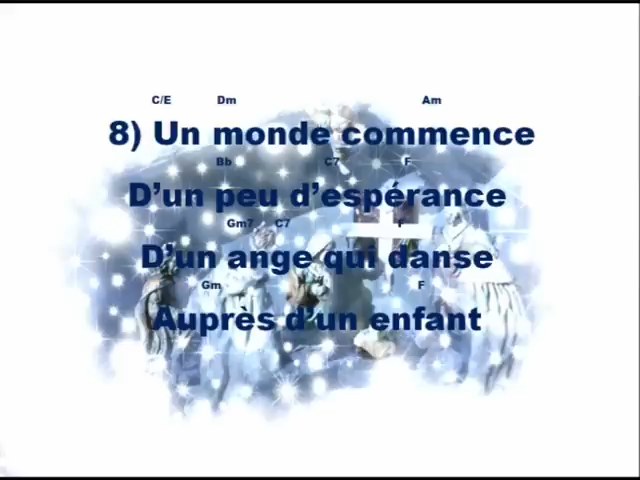 C/E Dm Am
8) Un monde commence
Bb C7 F
D'un peu d'espérance
Gm7 C7 F
D'un ange qui danse
Gm F
Auprès d'un enfant